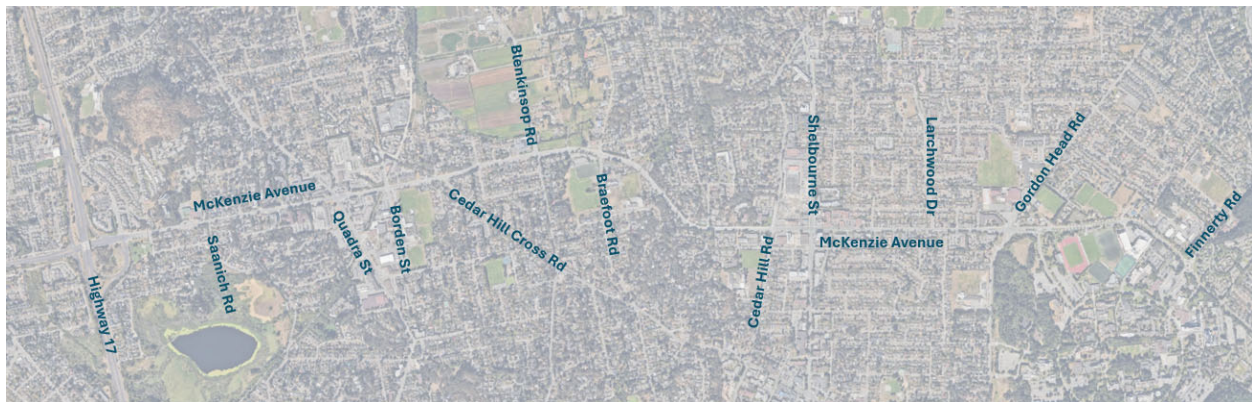 Blenkinsop Rd
Shelbourne St
Larchwood Dr
Gordon Head Rd
McKenzie Avenue
Cedar Hill Cross Rd
Braefoot Rd
Quadra St
Borden St
Finnerty Rd
McKenzie Avenue
Saanich Rd
Cedar Hill Rd
Highway 17